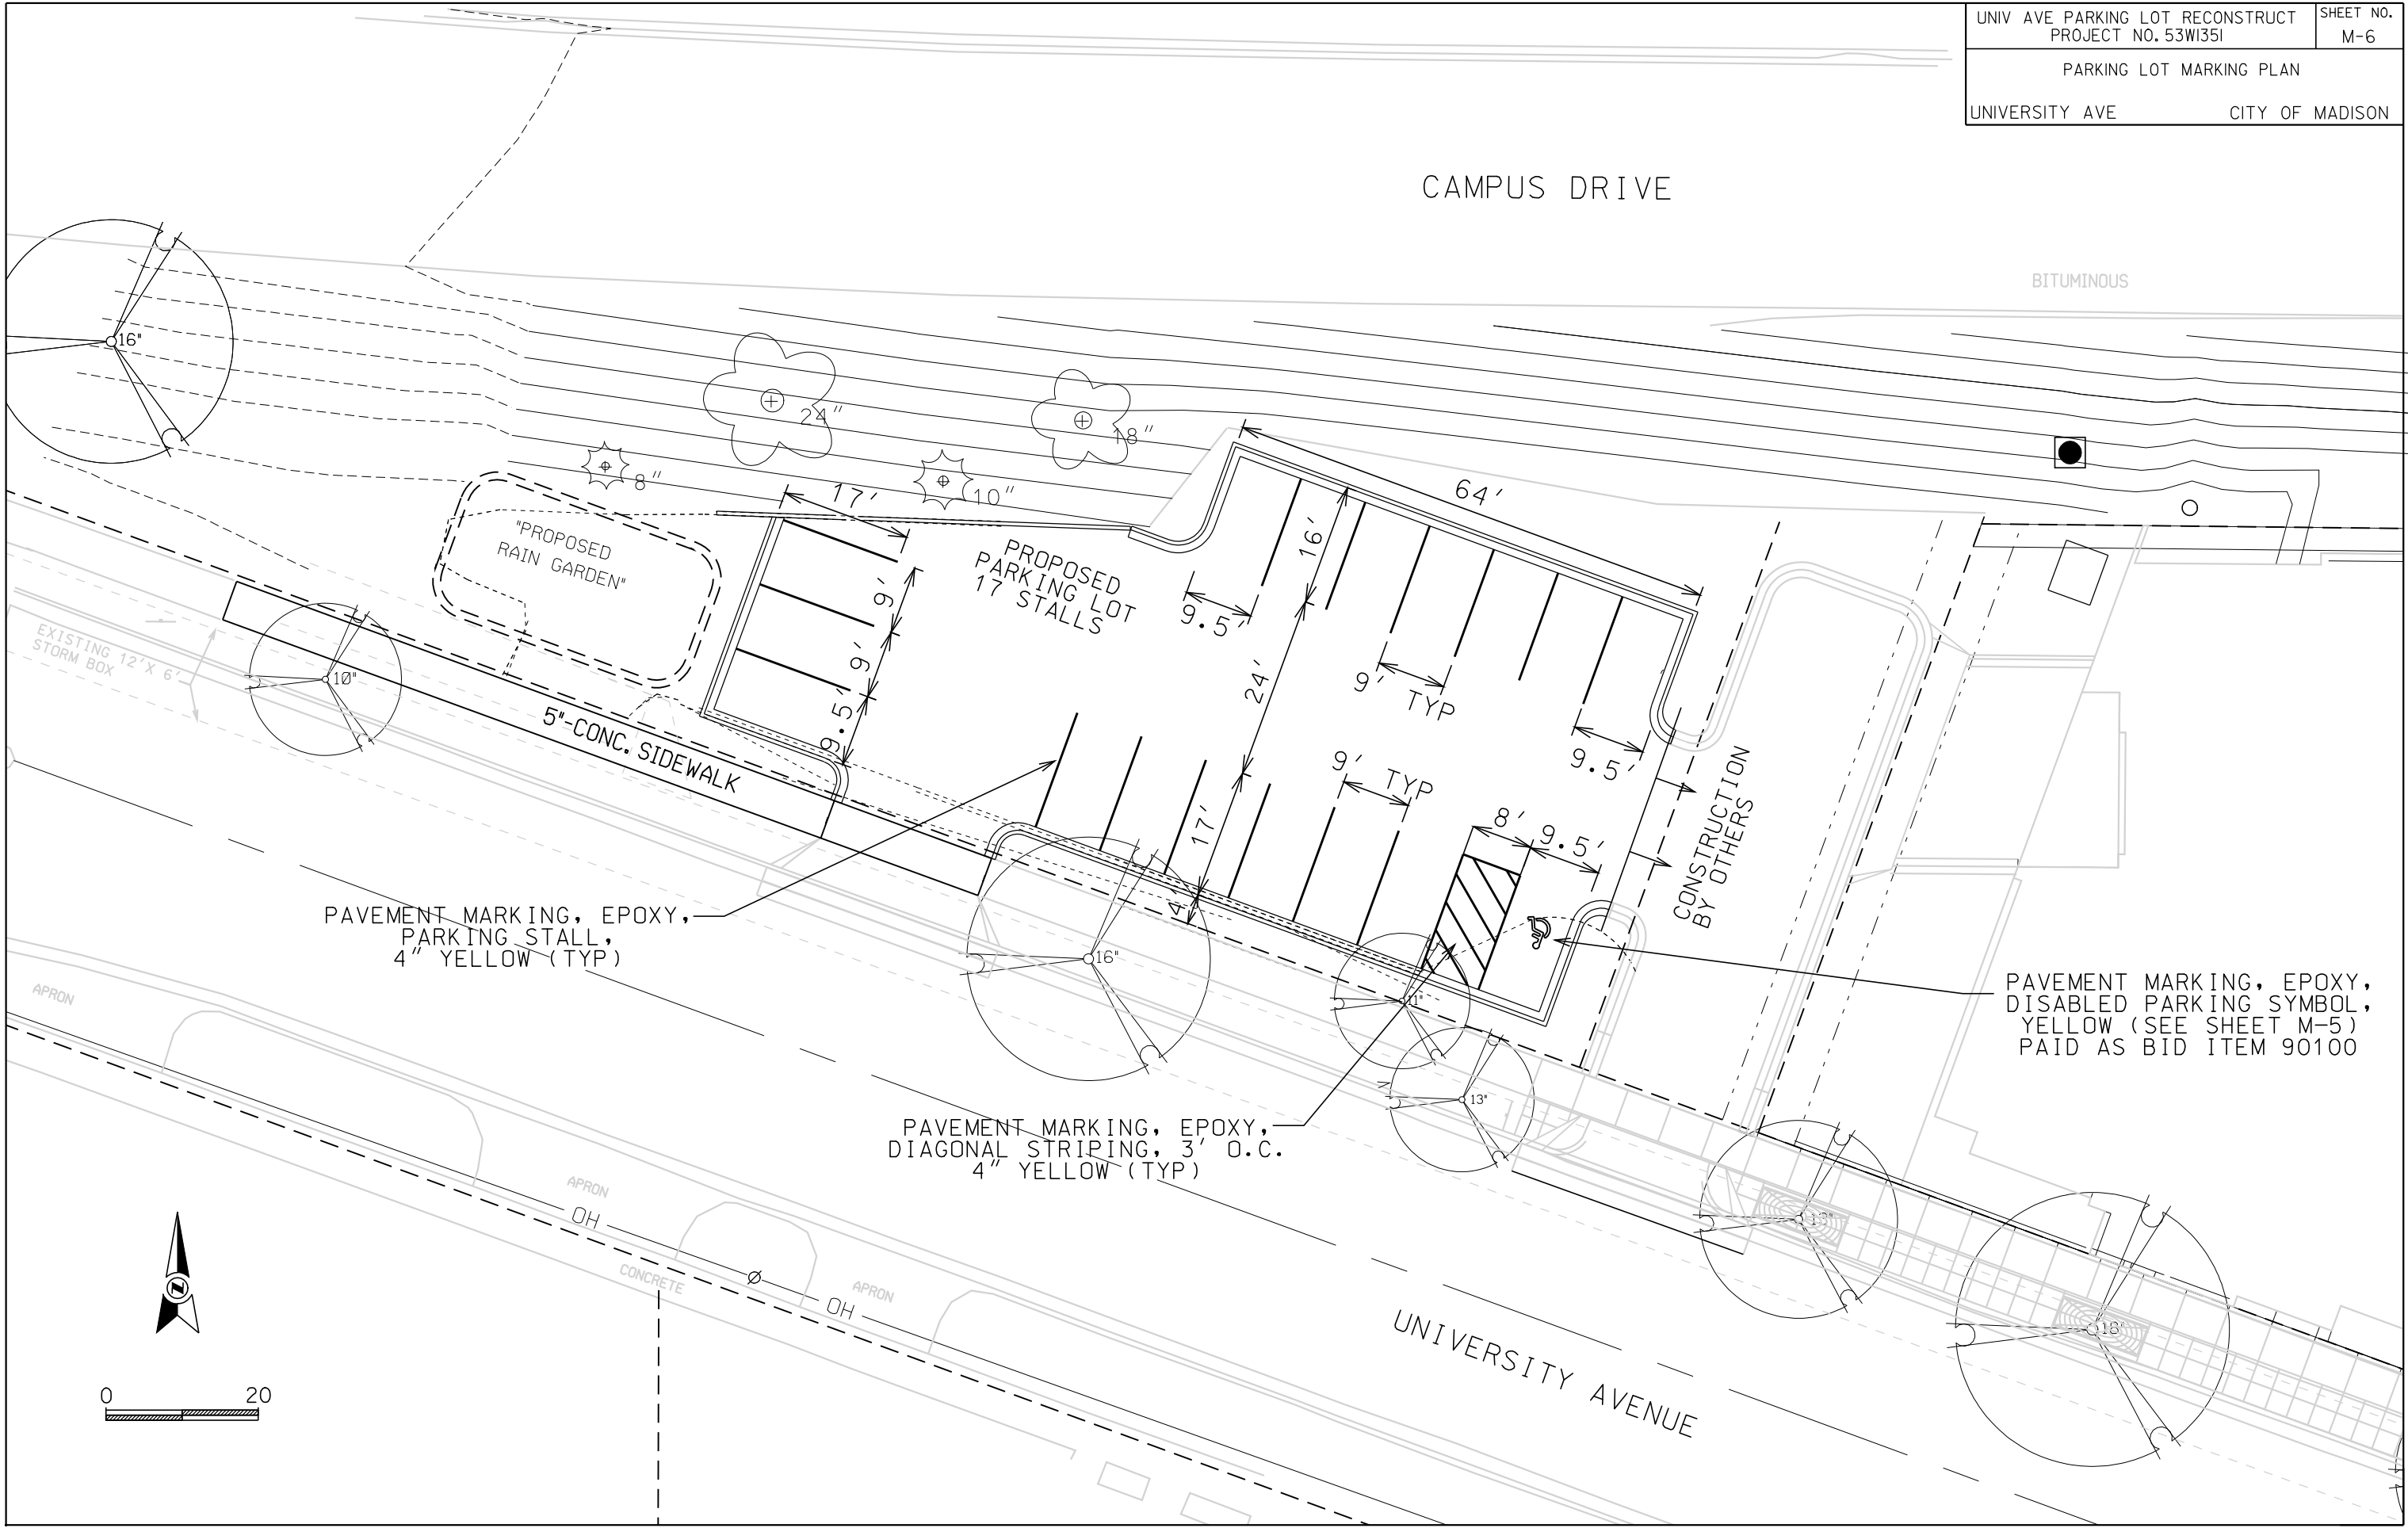 UNIV AVE PARKING LOT RECONSTRUCT
PROJECT NO. 53W1351
SHEET NO.
M-6
PARKING LOT MARKING PLAN
UNIVERSITY AVE
CITY OF MADISON
CAMPUS DRIVE
BITUMINOUS
16"
24"
18"
8"
10"
17'
64'
"PROPOSED
RAIN GARDEN"
PROPOSED
PARKING LOT
17 STALLS
16'
9'
9'
9.5'
9.5'
24'
9' TYP
9.5'
EXISTING 12'X 6'
STORM BOX
10"
5"-CONC. SIDEWALK
9' TYP
17'
8'
9.5'
4'
CONSTRUCTION
BY OTHERS
PAVEMENT MARKING, EPOXY,
PARKING STALL,
4" YELLOW (TYP)
16"
11"
13"
PAVEMENT MARKING, EPOXY,
DISABLED PARKING SYMBOL,
YELLOW (SEE SHEET M-5)
PAID AS BID ITEM 90100
PAVEMENT MARKING, EPOXY,
DIAGONAL STRIPING, 3' O.C.
4" YELLOW (TYP)
APRON
APRON
APRON
OH
OH
CONCRETE
18"
UNIVERSITY AVENUE
N
0
20